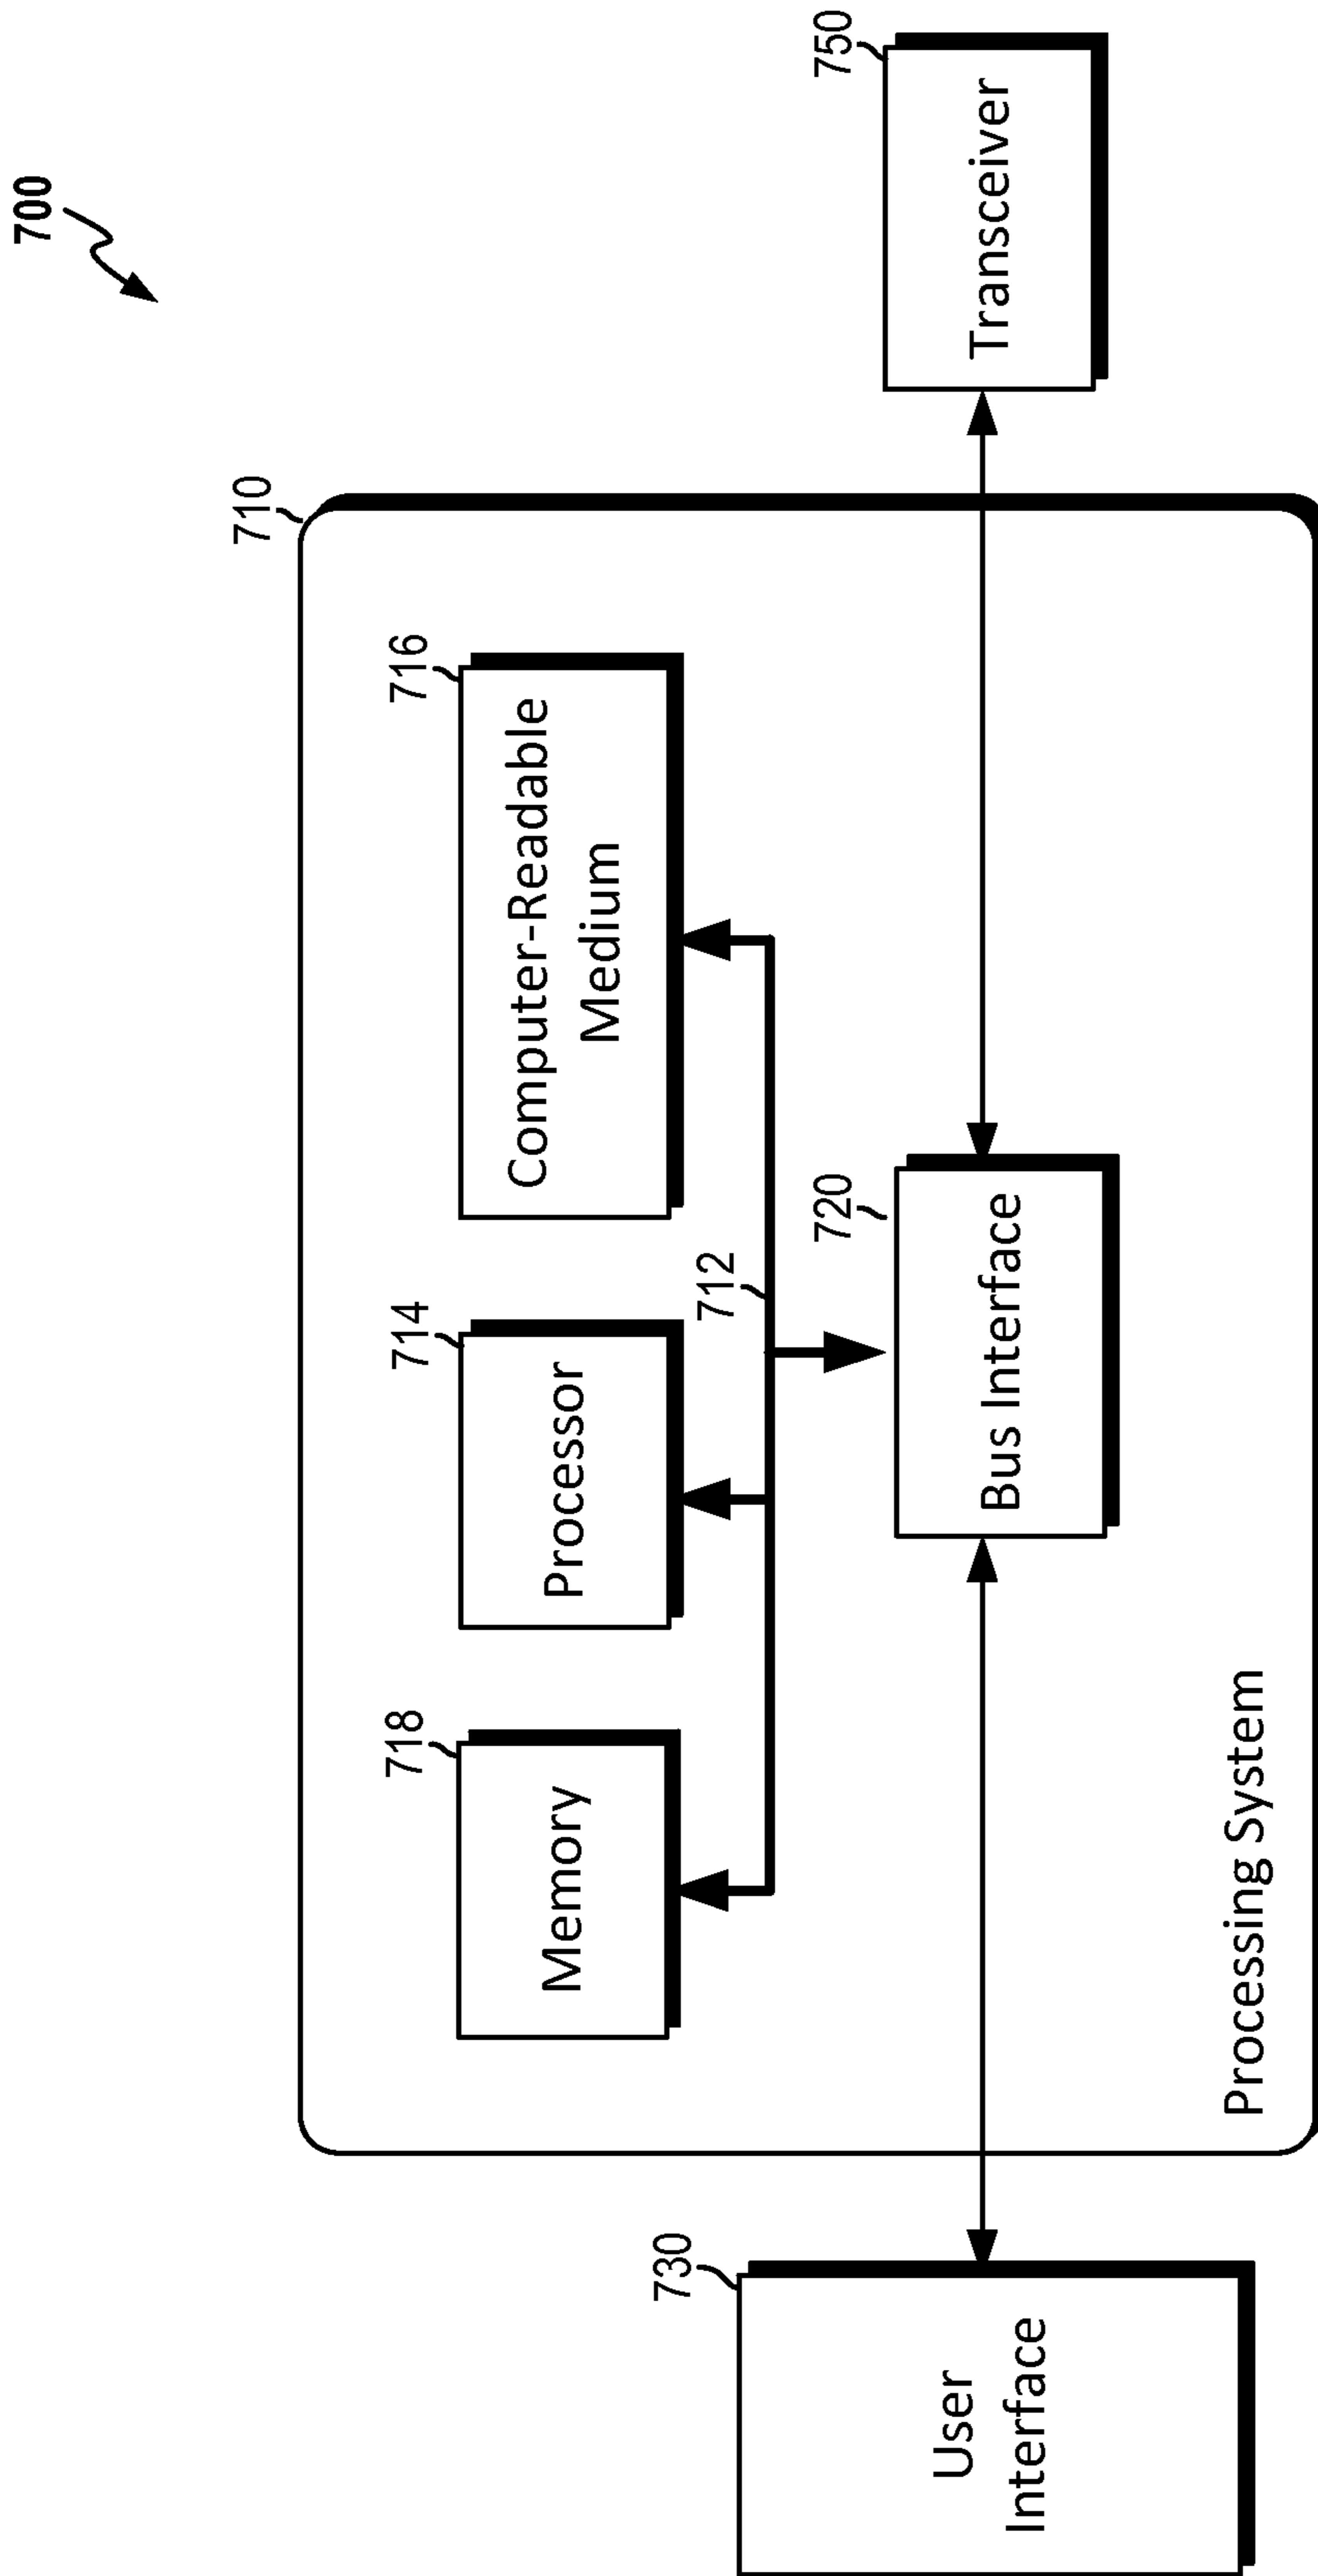 700
710
718
Memory
714
Processor
716
Computer-Readable
Medium
712
730
User
Interface
720
Bus Interface
750
Transceiver
Processing System